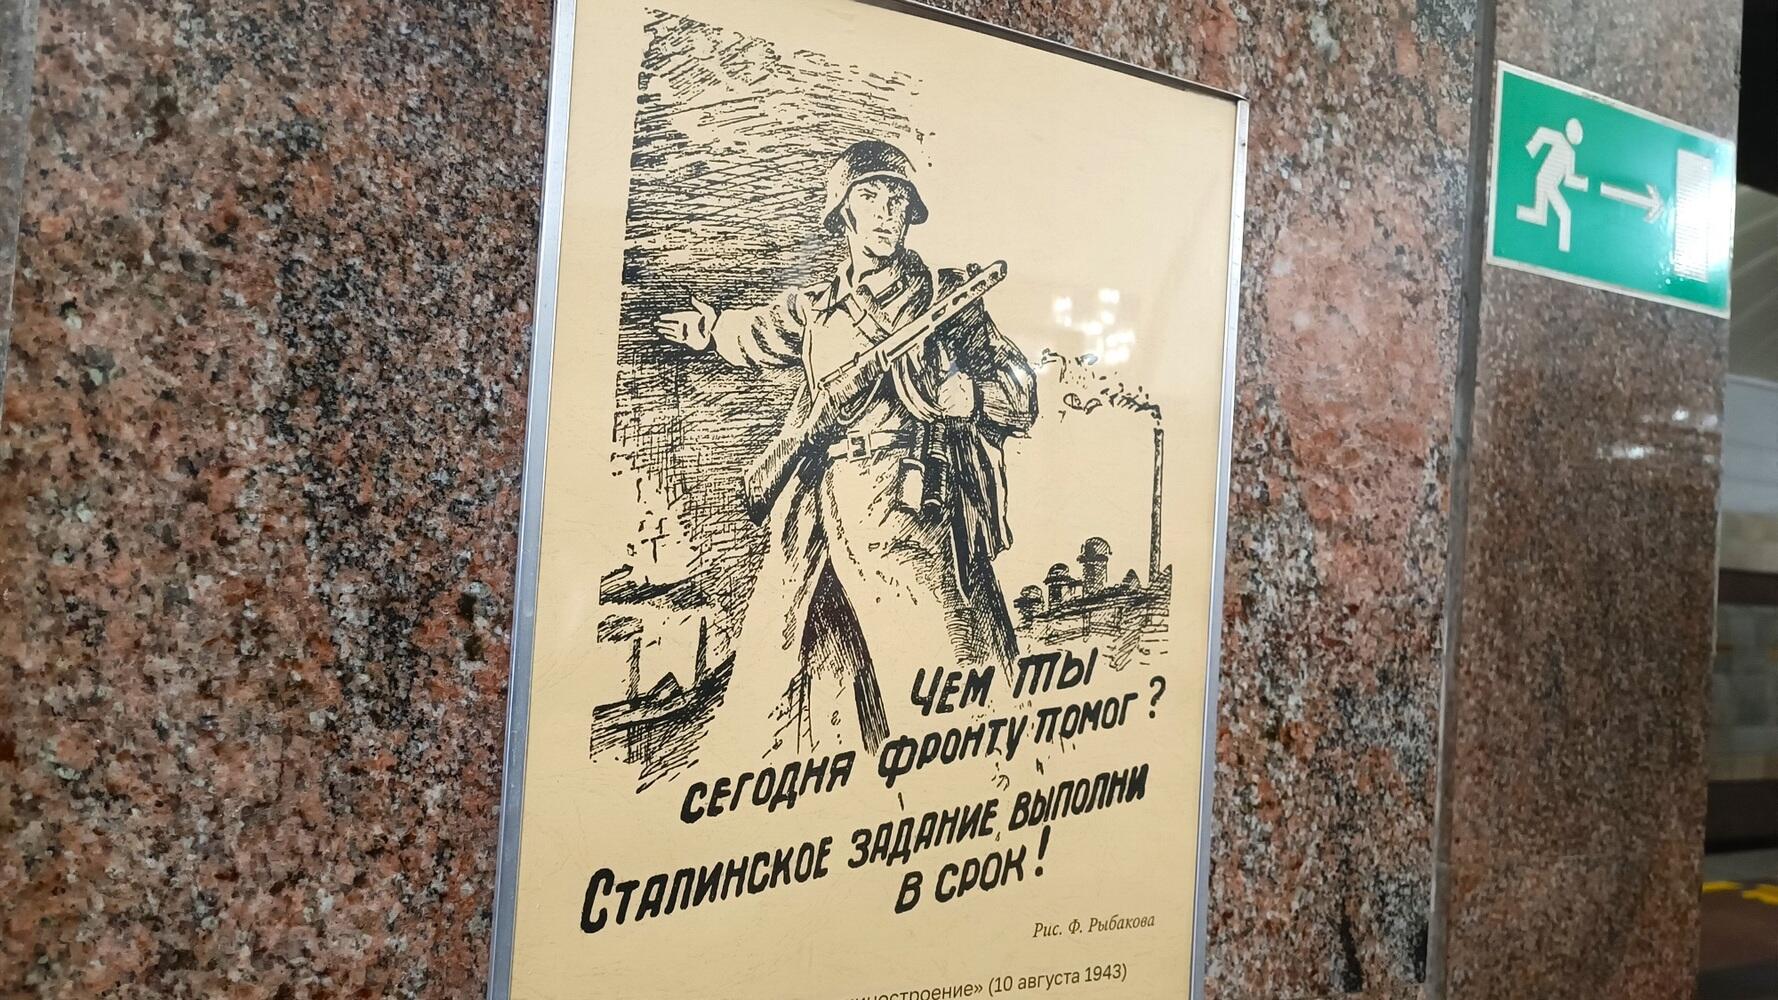 Чем ты
сегодня фронту помог?
Сталинское задание выполни
в срок!
Рис. Ф. Рыбакова
(10 августа 1943)